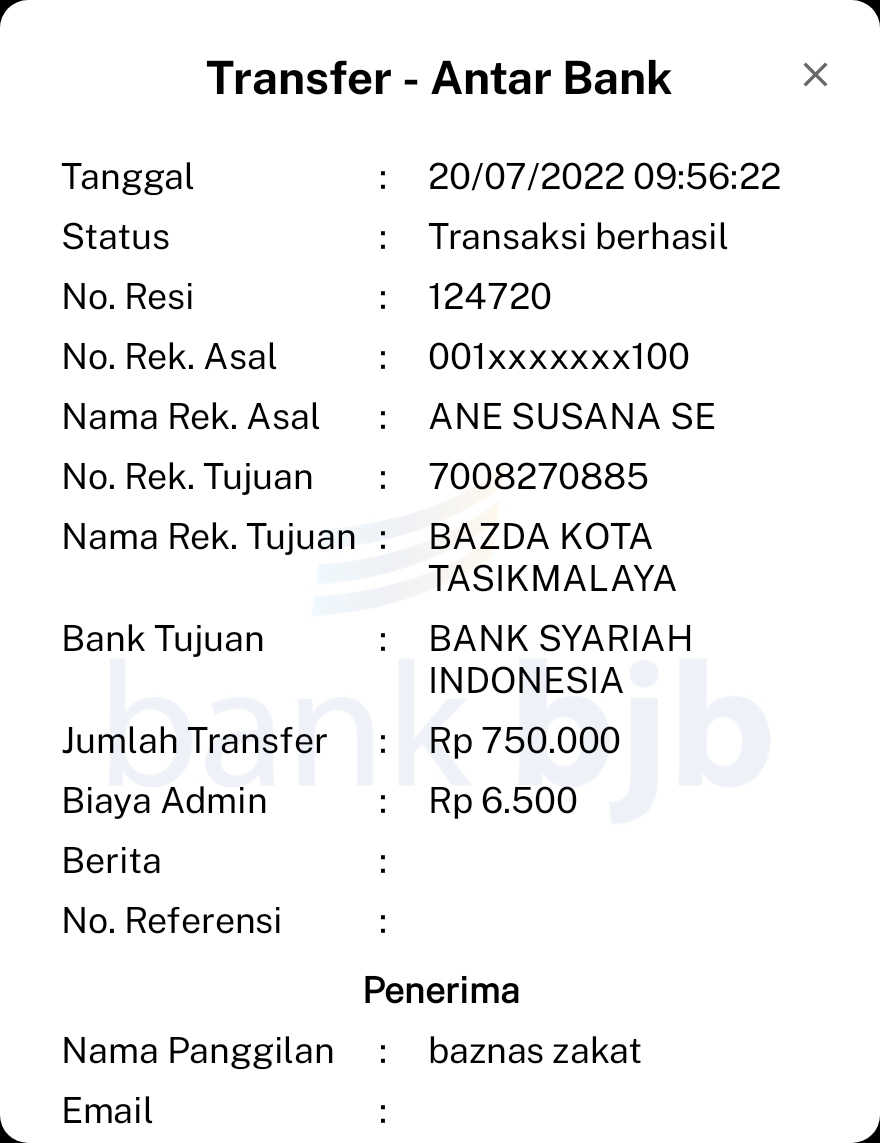 Transfer - Antar Bank
Tanggal : 20/07/2022 09:56:22
Status : Transaksi berhasil
No. Resi : 124720
No. Rek. Asal : 001xxxxxxx100
Nama Rek. Asal : ANE SUSANA SE
No. Rek. Tujuan : 7008270885
Nama Rek. Tujuan : BAZDA KOTA
TASIKMALAYA
Bank Tujuan : BANK SYARIAH
INDONESIA
bank bjb
Jumlah Transfer : Rp 750.000
Biaya Admin : Rp 6.500
Berita :
No. Referensi :
Penerima
Nama Panggilan : baznas zakat
Email :